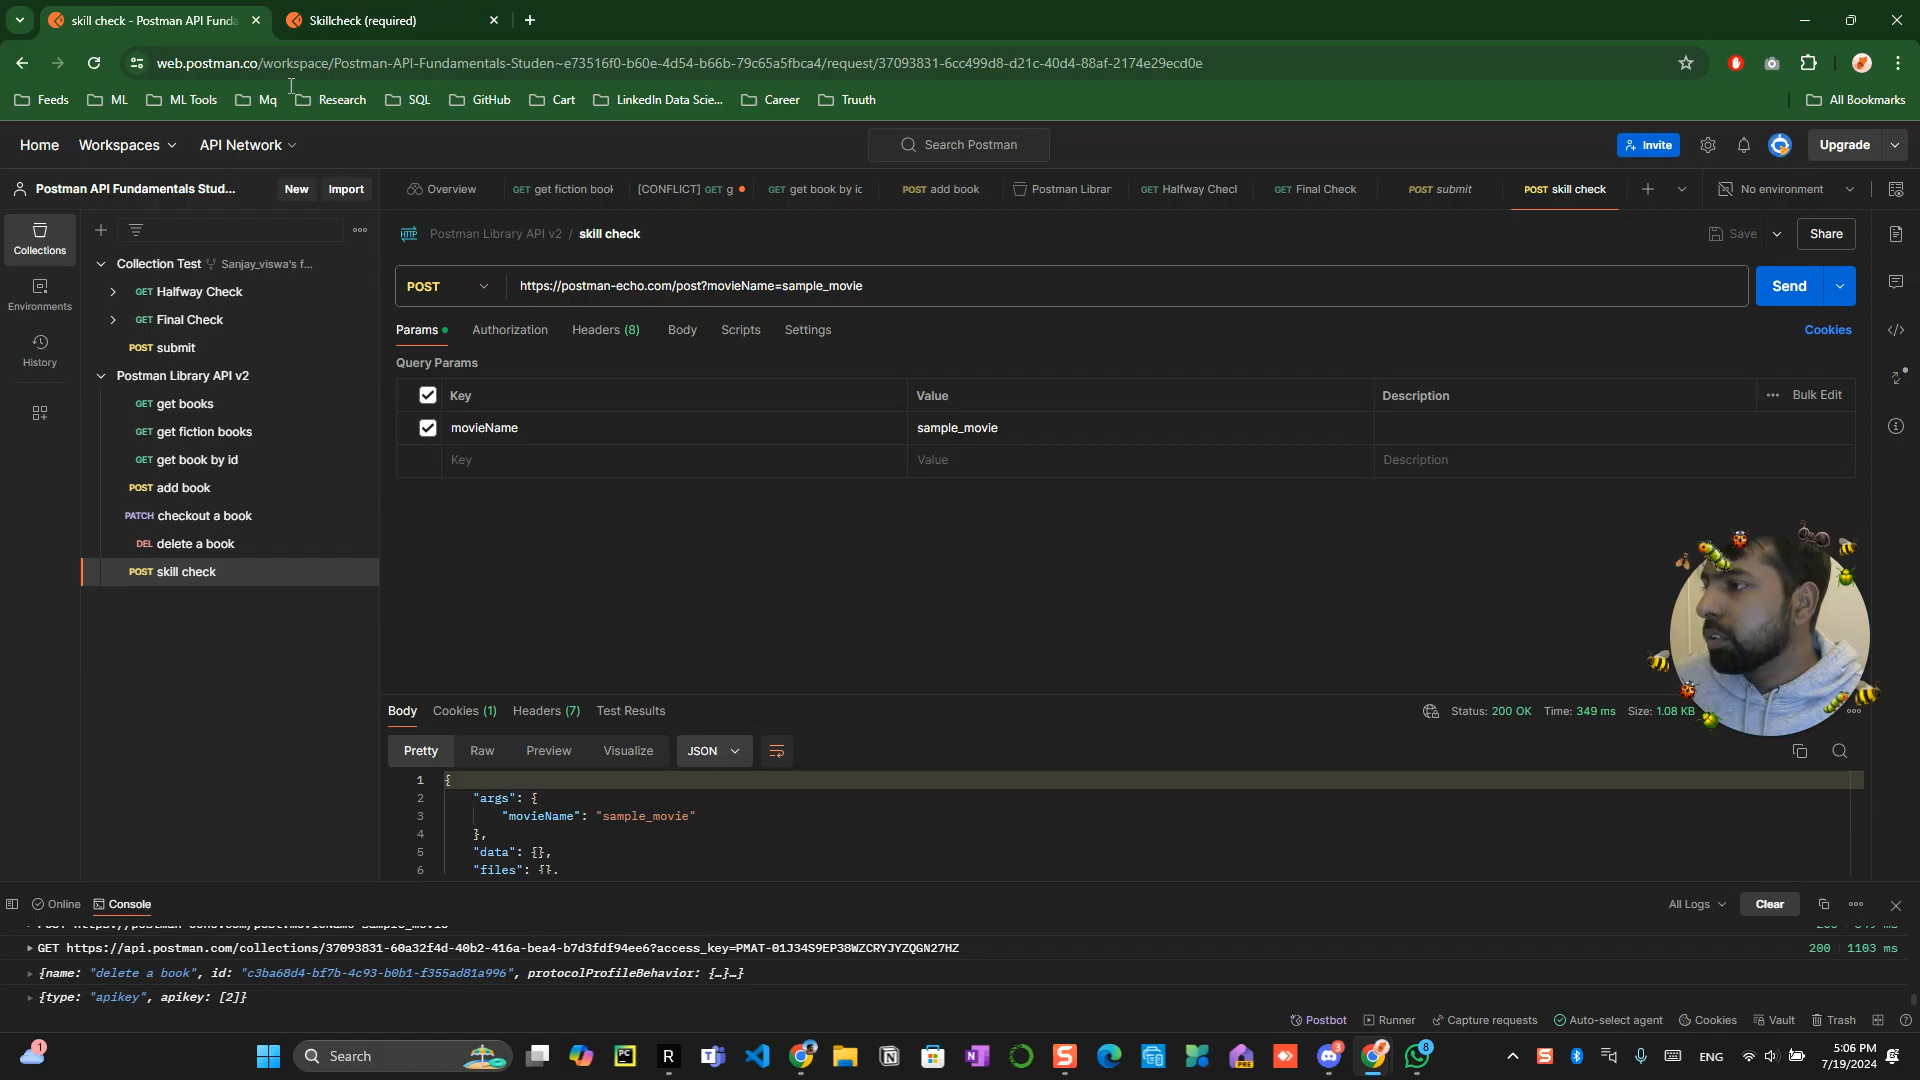 skill check - Postman API Funda
Skillcheck (required)
web.postman.co/workspace/Postman-API-Fundamentals-Studen~e73516f0-b60e-4d54-b66b-79c65a5fbca4/request/37093831-6cc499d8-d21c-40d4-88af-2174e29ecd0e
Feeds ML ML Tools Mq Research SQL GitHub Cart LinkedIn Data Scie... Career Truuth All Bookmarks
Home Workspaces API Network Search Postman Invite Upgrade
Postman API Fundamentals Stud... New Import
Overview GET get fiction book [CONFLICT] GET g GET get book by ic POST add book Postman Librar GET Halfway Checl GET Final Check POST submit POST skill check No environment
Collections
Environments
History
Collection Test Sanjay_viswa's f...
GET Halfway Check
GET Final Check
POST submit
Postman Library API v2
GET get books
GET get fiction books
GET get book by id
POST add book
PATCH checkout a book
DEL delete a book
POST skill check
HTTP Postman Library API v2 / skill check Save Share
POST https://postman-echo.com/post?movieName=sample_movie Send
Params Authorization Headers (8) Body Scripts Settings Cookies
Query Params
Key Value Description Bulk Edit
movieName sample_movie
Key Value Description
Body Cookies (1) Headers (7) Test Results Status: 200 OK Time: 349 ms Size: 1.08 KB
Pretty Raw Preview Visualize JSON
1 {
2 "args": {
3 "movieName": "sample_movie"
4 },
5 "data": {},
6 "files": {},
Online Console All Logs Clear
GET https://api.postman.com/collections/37093831-60a32f4d-40b2-416a-bea4-b7d3fdf94ee6?access_key=PMAT-01J34S9EP38WZCRYJYZQGN27HZ 200 1103 ms
{name: "delete a book", id: "c3ba68d4-bf7b-4c93-b0b1-f355ad81a996", protocolProfileBehavior: {…}…}
{type: "apikey", apikey: [2]}
Postbot Runner Capture requests Auto-select agent Cookies Vault Trash
1 Search PRE 3 8 ENG 5:06 PM
7/19/2024